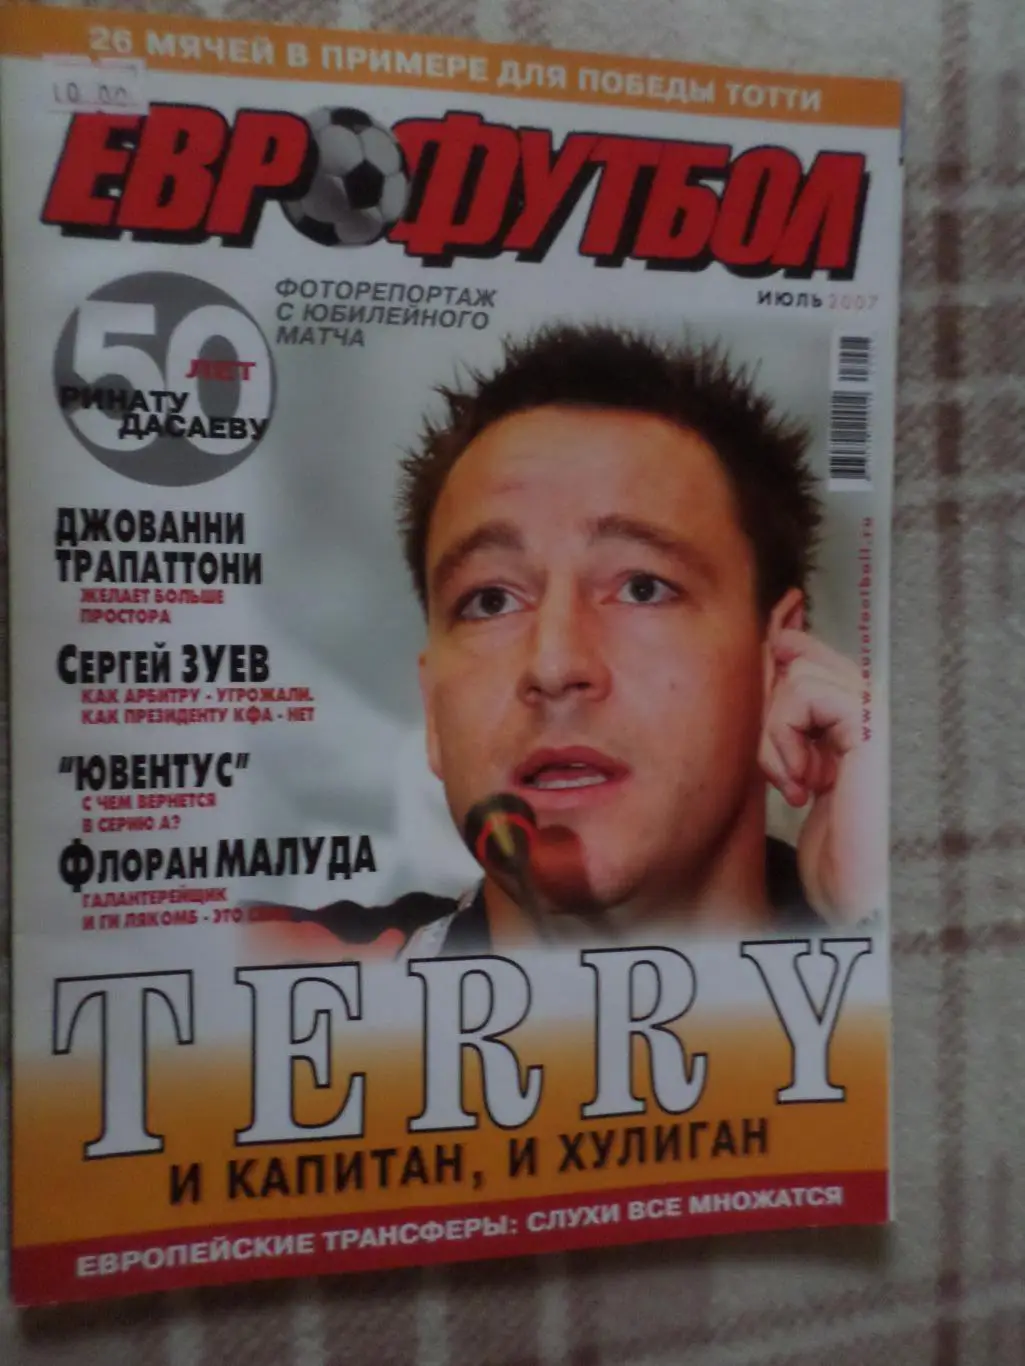 26 МЯЧЕЙ В ПРИМЕРЕ ДЛЯ ПОБЕДЫ ТОТТИ
10.00
ЕВРОФУТБОЛ
ИЮЛЬ 2007
ФОТОРЕПОРТАЖ
С ЮБИЛЕЙНОГО
МАТЧА
50
ЛЕТ
РИНАТУ
ДАСАЕВУ
ДЖОВАННИ
ТРАПАТТОНИ
ЖЕЛАЕТ БОЛЬШЕ
ПРОСТОРА
СЕРГЕЙ ЗУЕВ
КАК АРБИТРУ - УГРОЖАЛИ.
КАК ПРЕЗИДЕНТУ КФА - НЕТ
"ЮВЕНТУС"
С ЧЕМ ВЕРНЕТСЯ
В СЕРИЮ А?
ФЛОРАН МАЛУДА
ГАЛАНТЕРЕЙЩИК
И ГИ ЛЯКОМБ - ЭТО
www.eurofootball.ru
TERRY
И КАПИТАН, И ХУЛИГАН
ЕВРОПЕЙСКИЕ ТРАНСФЕРЫ: СЛУХИ ВСЕ МНОЖАТСЯ